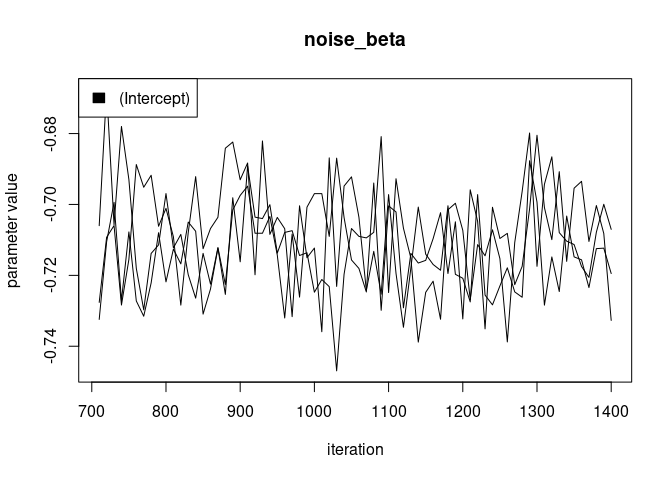 noise_beta
(Intercept)
parameter value
-0.68
-0.70
-0.72
-0.74
700 800 900 1000 1100 1200 1300 1400
iteration